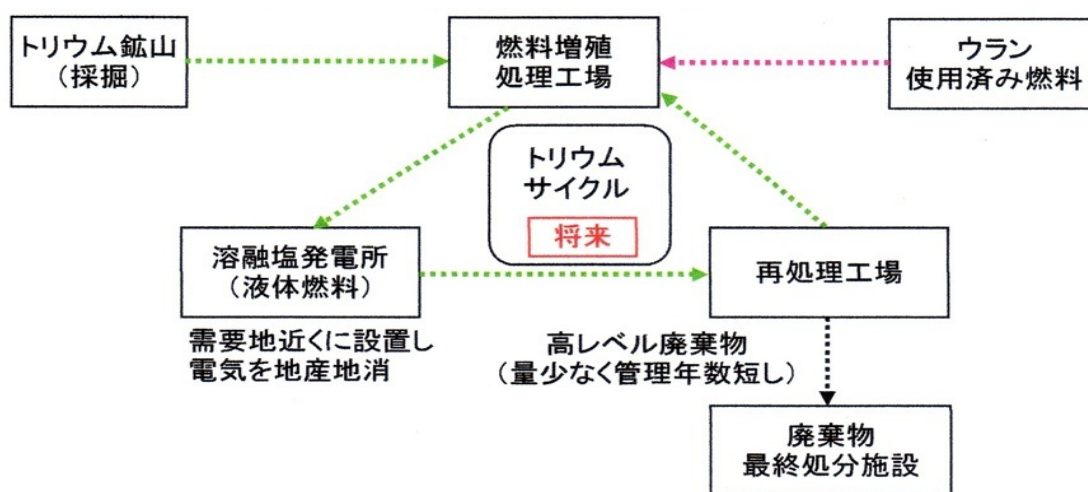 トリウム鉱山
（採掘）
燃料増殖
処理工場
ウラン
使用済み燃料
トリウム
サイクル
将来
溶融塩発電所
（液体燃料）
再処理工場
需要地近くに設置し
電気を地産地消
高レベル廃棄物
（量少なく管理年数短し）
廃棄物
最終処分施設